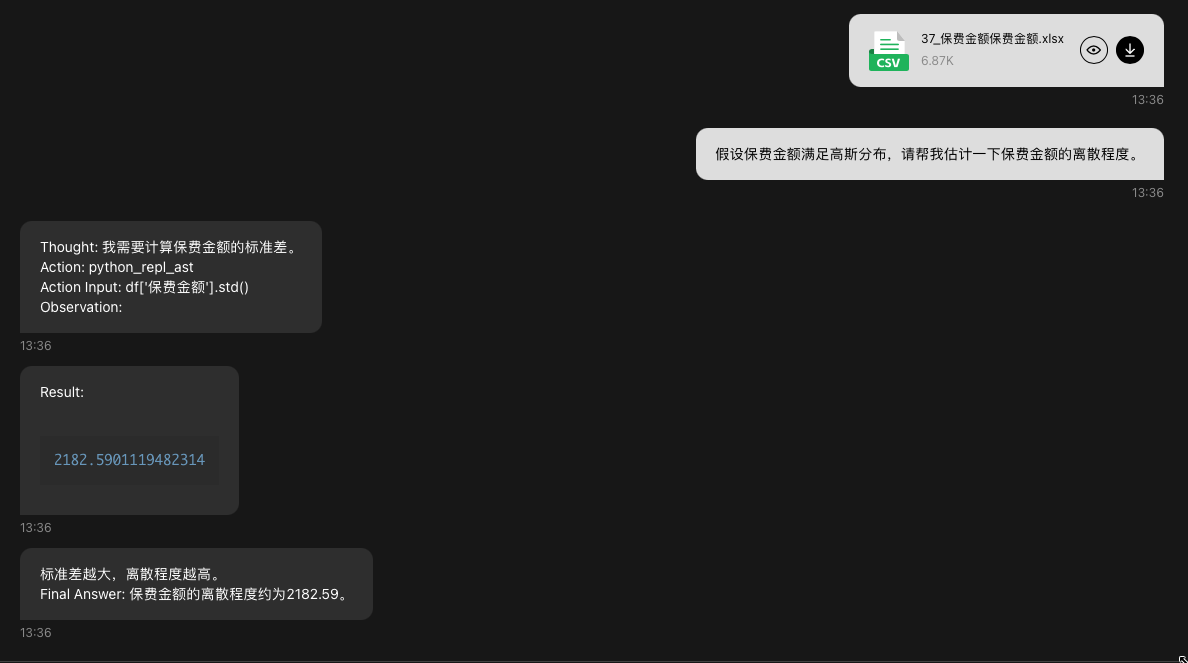 37_保费金额保费金额.xlsx
CSV
6.87K
13:36
假设保费金额满足高斯分布，请帮我估计一下保费金额的离散程度。
13:36
Thought: 我需要计算保费金额的标准差。
Action: python_repl_ast
Action Input: df['保费金额'].std()
Observation:
13:36
Result:
2182.5901119482314
13:36
标准差越大，离散程度越高。
Final Answer: 保费金额的离散程度约为2182.59。
13:36